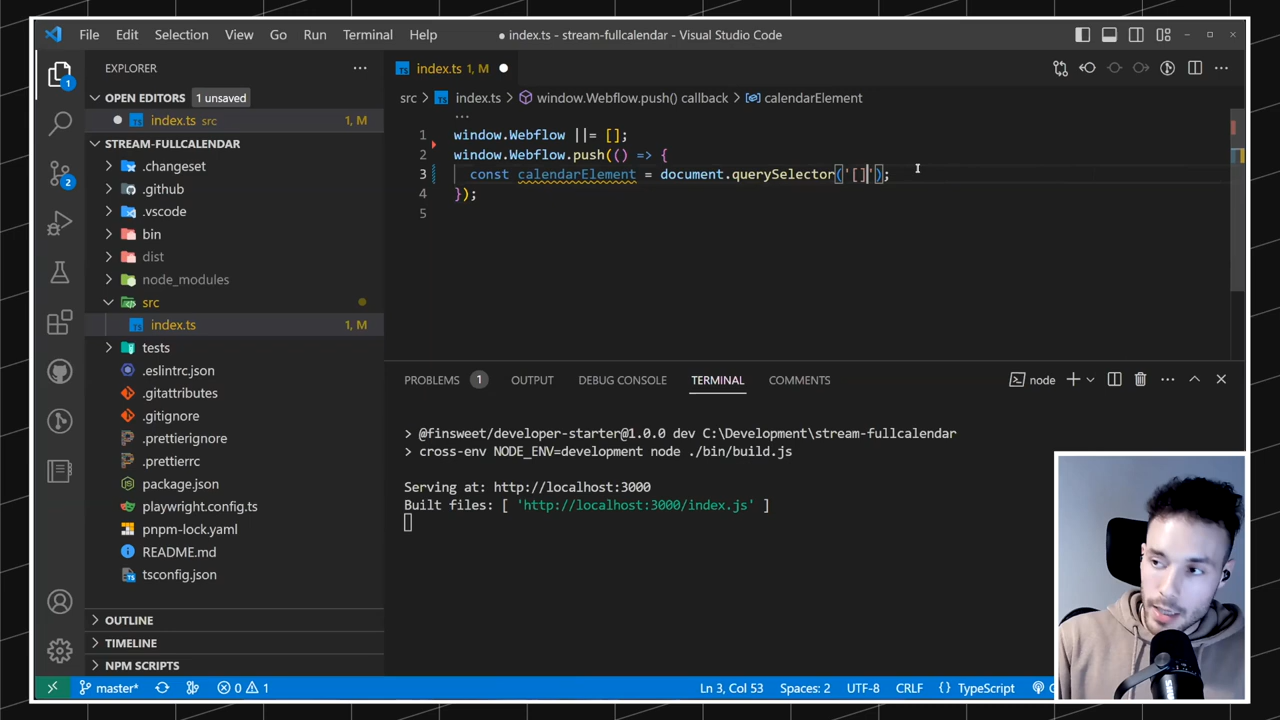 File Edit Selection View Go Run Terminal Help
● index.ts - stream-fullcalendar - Visual Studio Code
EXPLORER
index.ts 1, M
OPEN EDITORS 1 unsaved
index.ts src 1, M
STREAM-FULLCALENDAR
.changeset
.github
.vscode
bin
dist
node_modules
src
index.ts 1, M
tests
.eslintrc.json
.gitattributes
.gitignore
.prettierignore
.prettierrc
package.json
playwright.config.ts
pnpm-lock.yaml
README.md
tsconfig.json
OUTLINE
TIMELINE
NPM SCRIPTS
1
2
src > index.ts > window.Webflow.push() callback > calendarElement
1 window.Webflow ||= [];
2 window.Webflow.push(() => {
3 const calendarElement = document.querySelector('[]');
4 });
5
PROBLEMS 1 OUTPUT DEBUG CONSOLE TERMINAL COMMENTS
node
> @finsweet/developer-starter@1.0.0 dev C:\Development\stream-fullcalendar
> cross-env NODE_ENV=development node ./bin/build.js
Serving at: http://localhost:3000
Built files: [ 'http://localhost:3000/index.js' ]
master* 0 1 Ln 3, Col 53 Spaces: 2 UTF-8 CRLF {} TypeScript